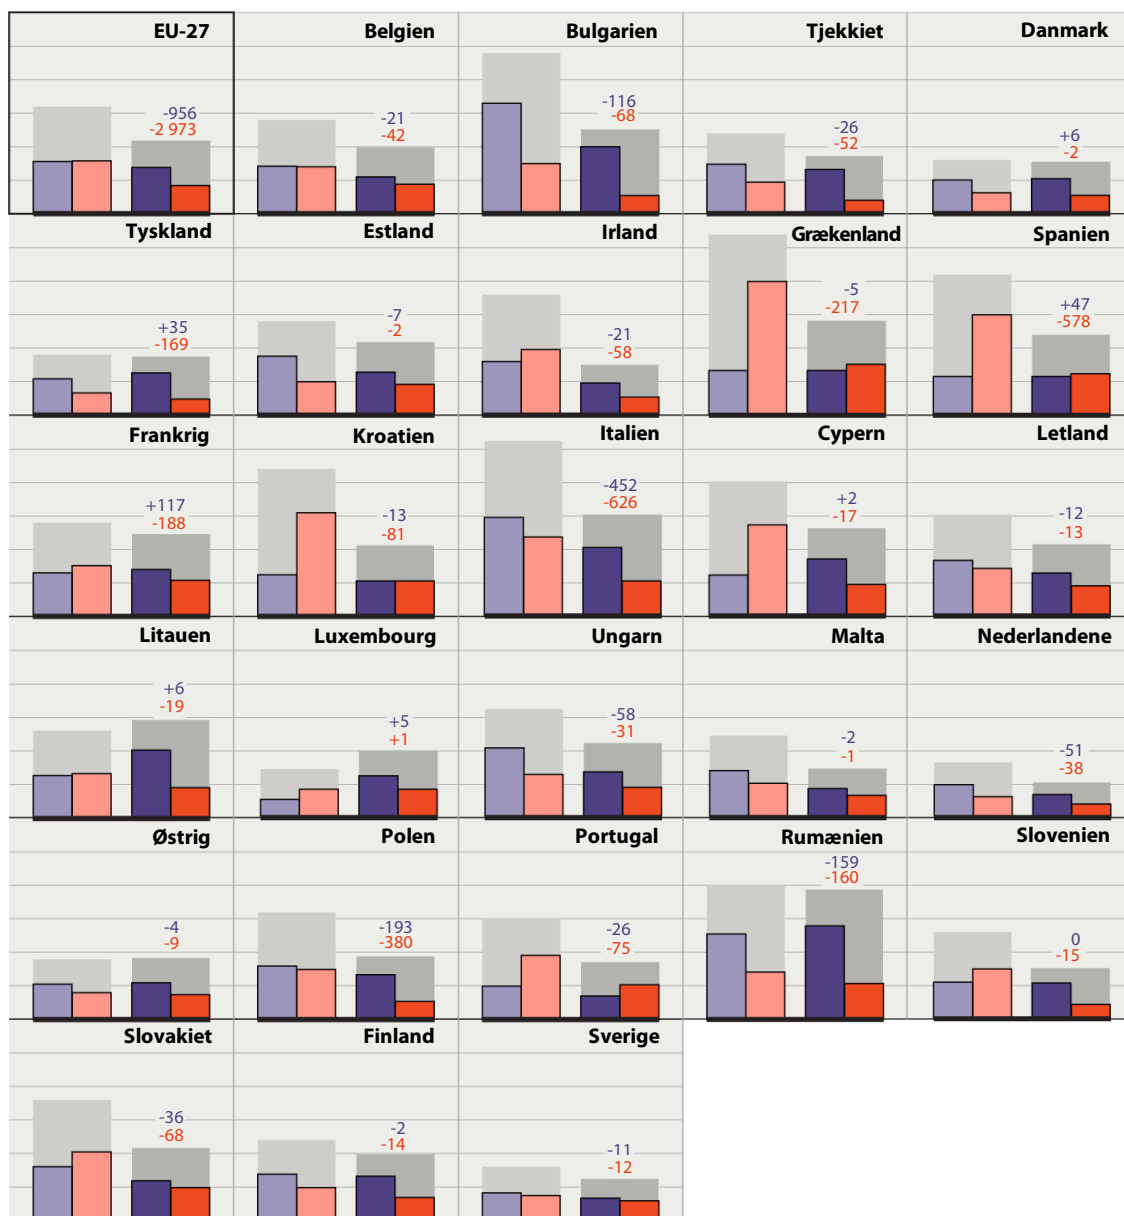 EU-27
-956
-2 973
Belgien
-21
-42
Bulgarien
-116
-68
Tjekkiet
-26
-52
Danmark
+6
-2
Tyskland
+35
-169
Estland
-7
-2
Irland
-21
-58
Grækenland
-5
-217
Spanien
+47
-578
Frankrig
+117
-188
Kroatien
-13
-81
Italien
-452
-626
Cypern
+2
-17
Letland
-12
-13
Litauen
+6
-19
Luxembourg
+5
+1
Ungarn
-58
-31
Malta
-2
-1
Nederlandene
-51
-38
Østrig
-4
-9
Polen
-193
-380
Portugal
-26
-75
Rumænien
-159
-160
Slovenien
0
-15
Slovakiet
-36
-68
Finland
-2
-14
Sverige
-11
-12